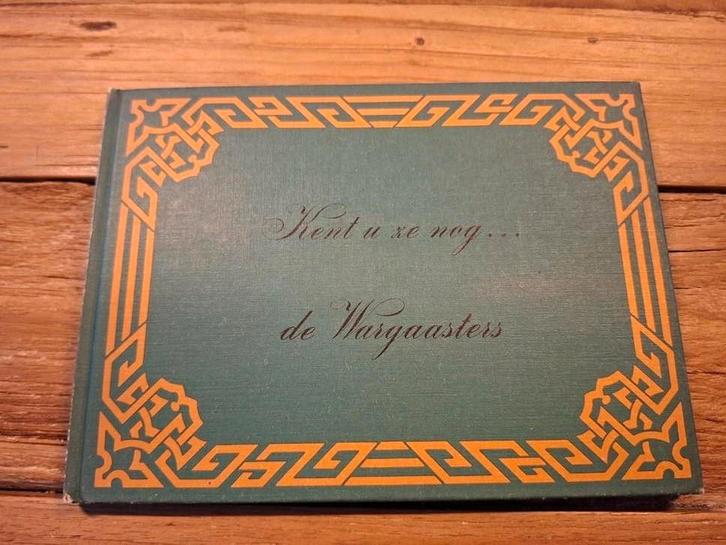 Kent u ze nog...
de Wargaasters